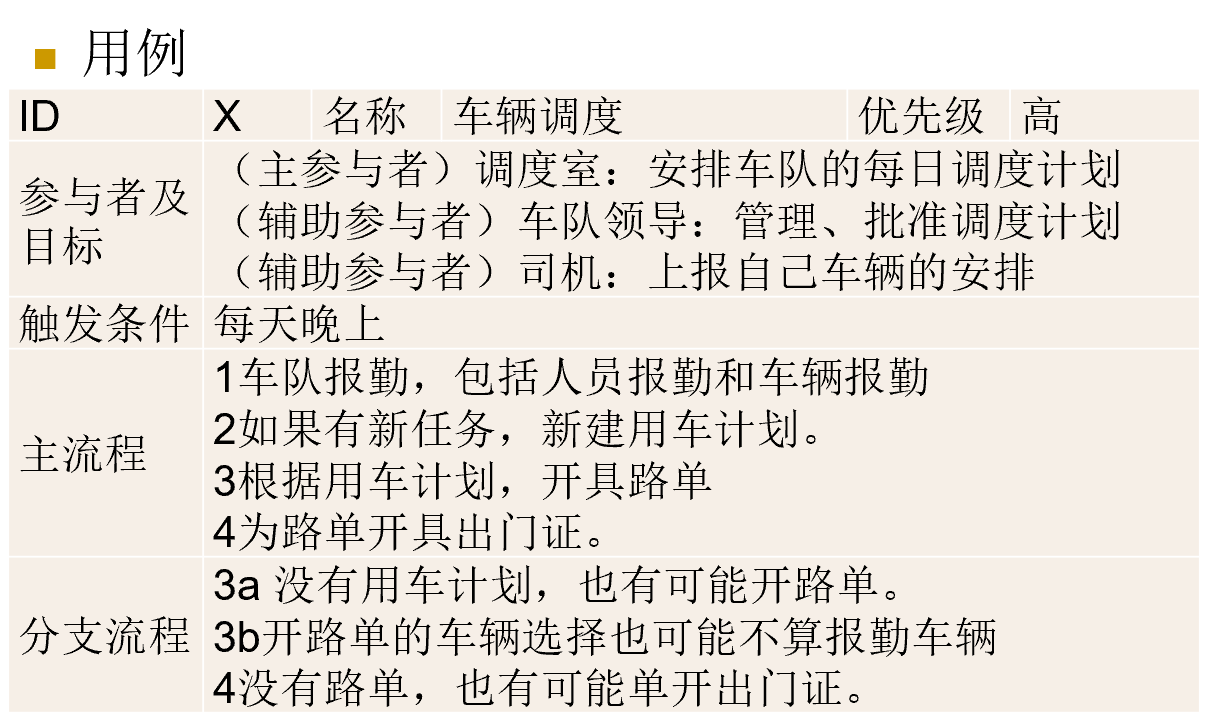 用例
ID X 名称 车辆调度 优先级 高
参与者及目标
（主参与者）调度室：安排车队的每日调度计划
（辅助参与者）车队领导：管理、批准调度计划
（辅助参与者）司机：上报自己车辆的安排
触发条件 每天晚上
主流程
1车队报勤，包括人员报勤和车辆报勤
2如果有新任务，新建用车计划。
3根据用车计划，开具路单
4为路单开具出门证。
分支流程
3a 没有用车计划，也有可能开路单。
3b开路单的车辆选择也可能不算报勤车辆
4没有路单，也有可能单开出门证。